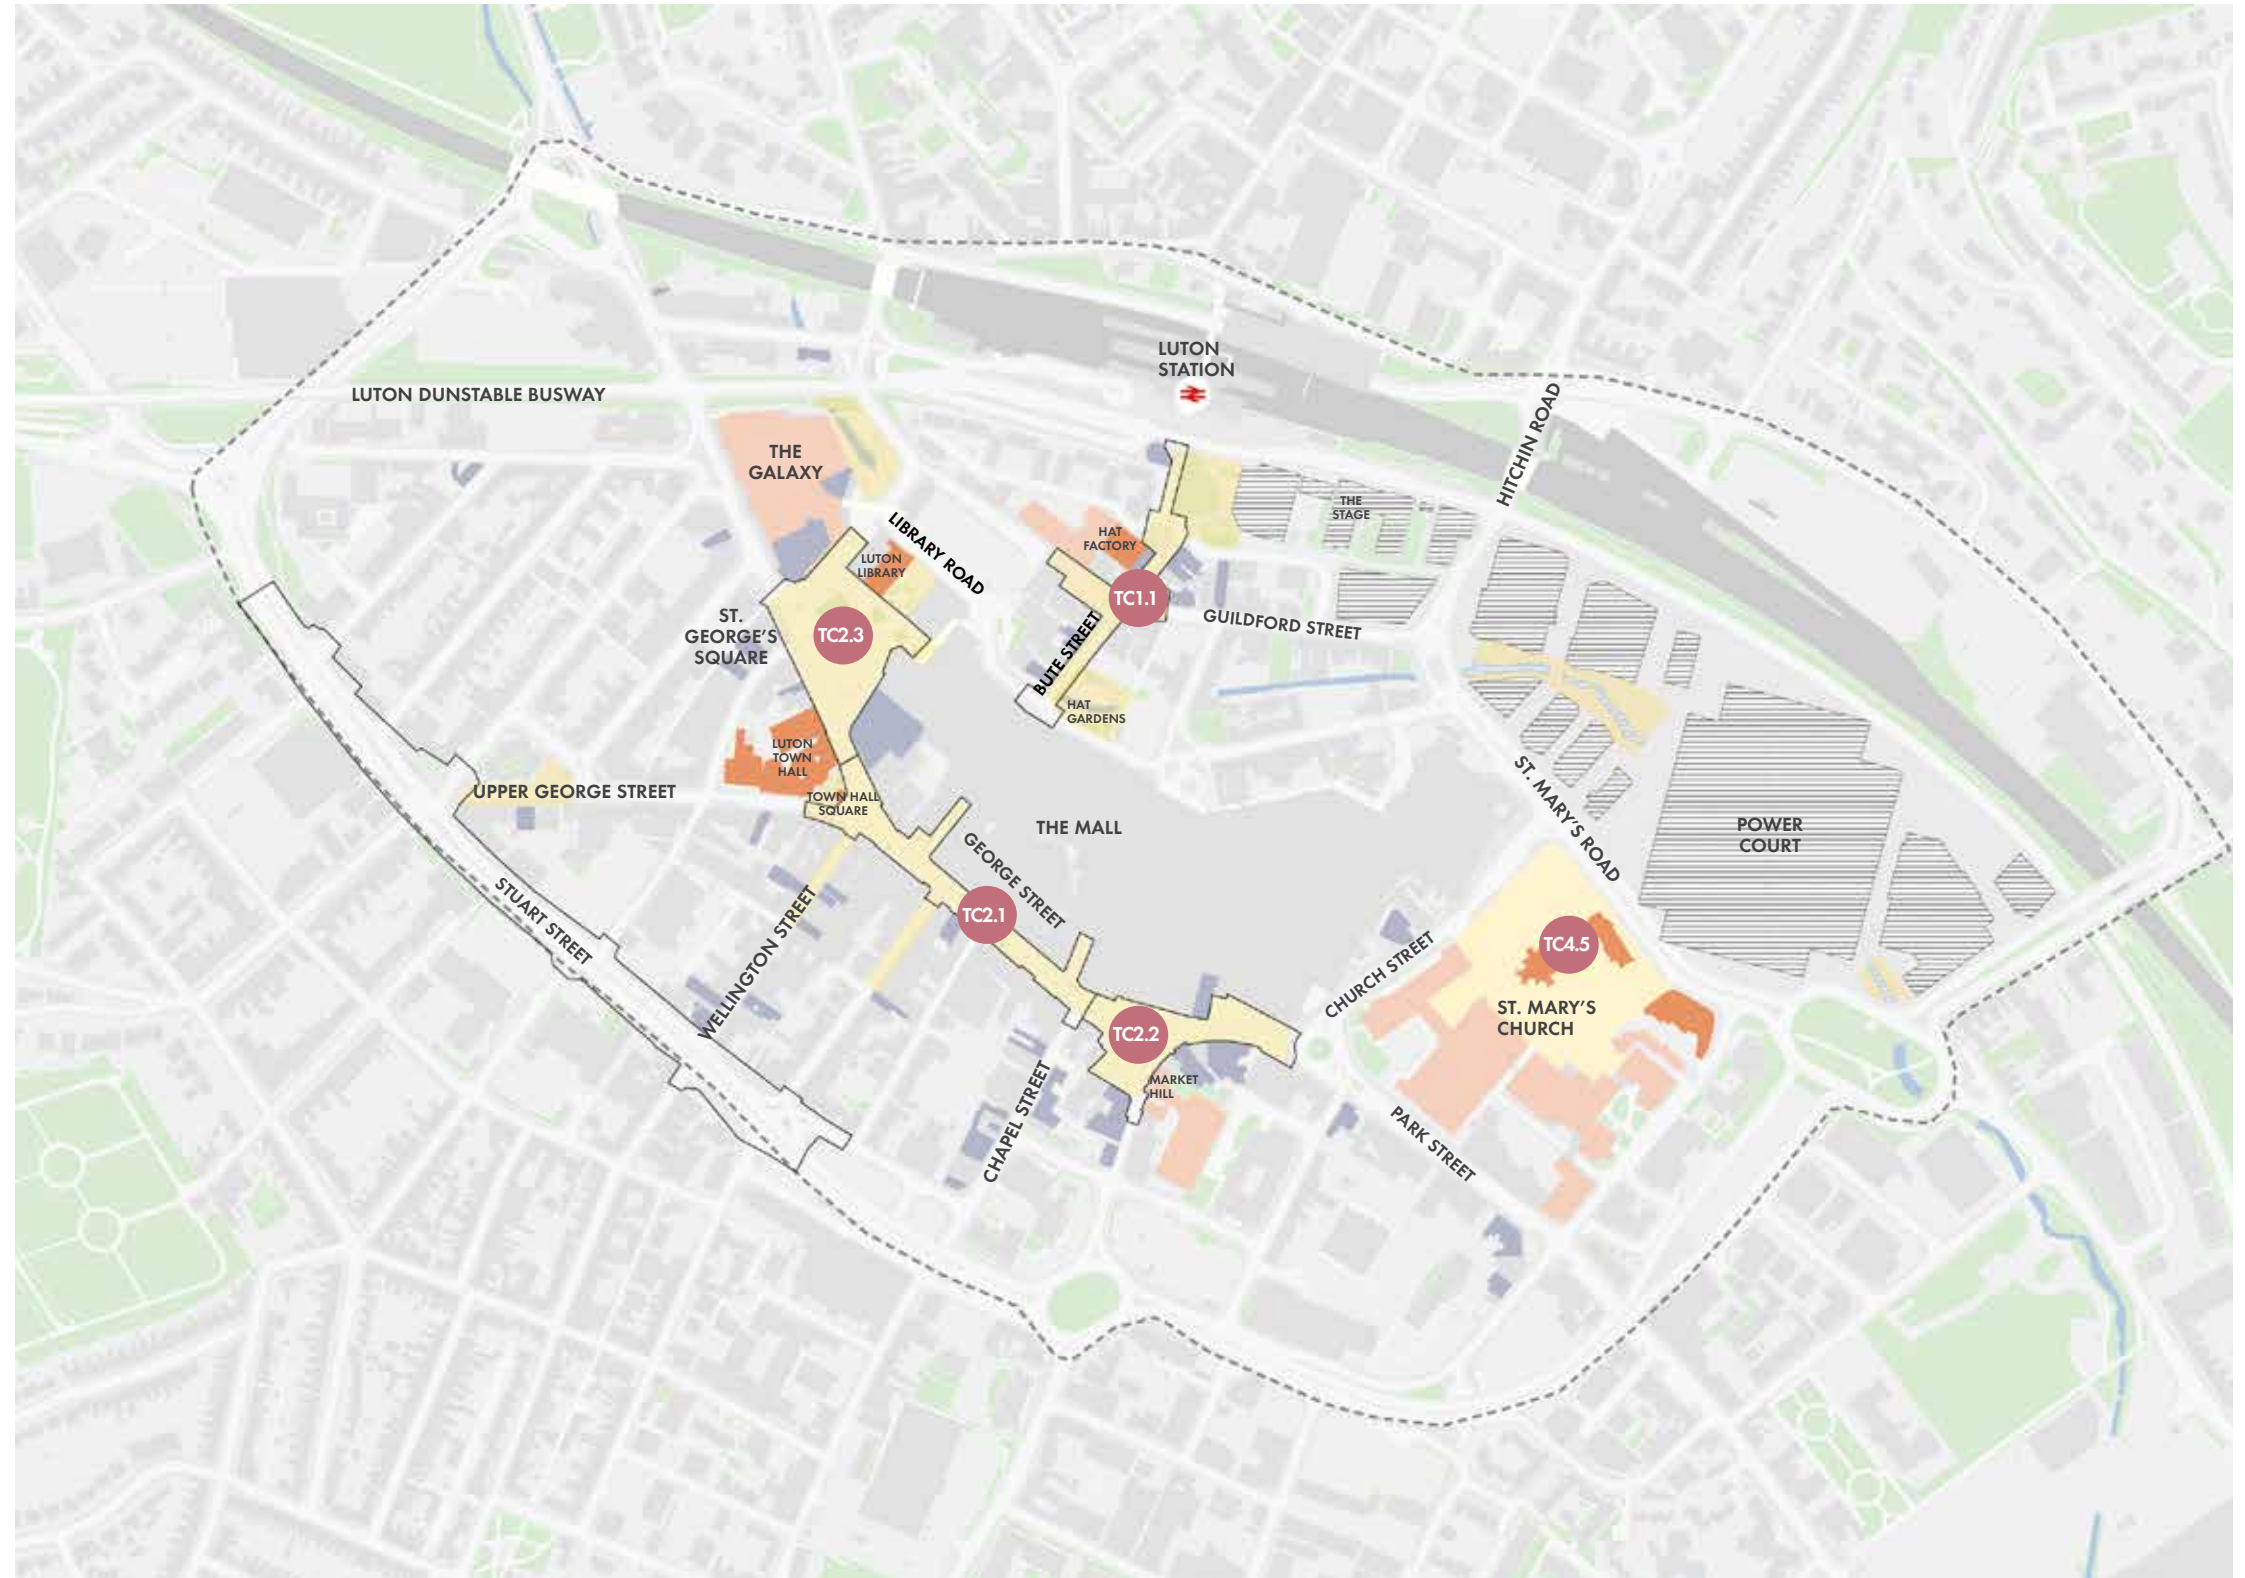 LUTON
STATION
LUTON DUNSTABLE BUSWAY
HITCHIN ROAD
THE
GALAXY
THE
STAGE
LIBRARY ROAD
HAT
FACTORY
LUTON
LIBRARY
TC1.1
GUILDFORD STREET
ST.
GEORGE'S
SQUARE
TC2.3
BUTE STREET
HAT
GARDENS
LUTON
TOWN
HALL
UPPER GEORGE STREET
TOWN HALL
SQUARE
THE MALL
ST. MARY'S ROAD
POWER
COURT
GEORGE STREET
STUART STREET
WELLINGTON STREET
TC2.1
CHURCH STREET
TC4.5
ST. MARY'S
CHURCH
TC2.2
MARKET
HILL
CHAPEL STREET
PARK STREET